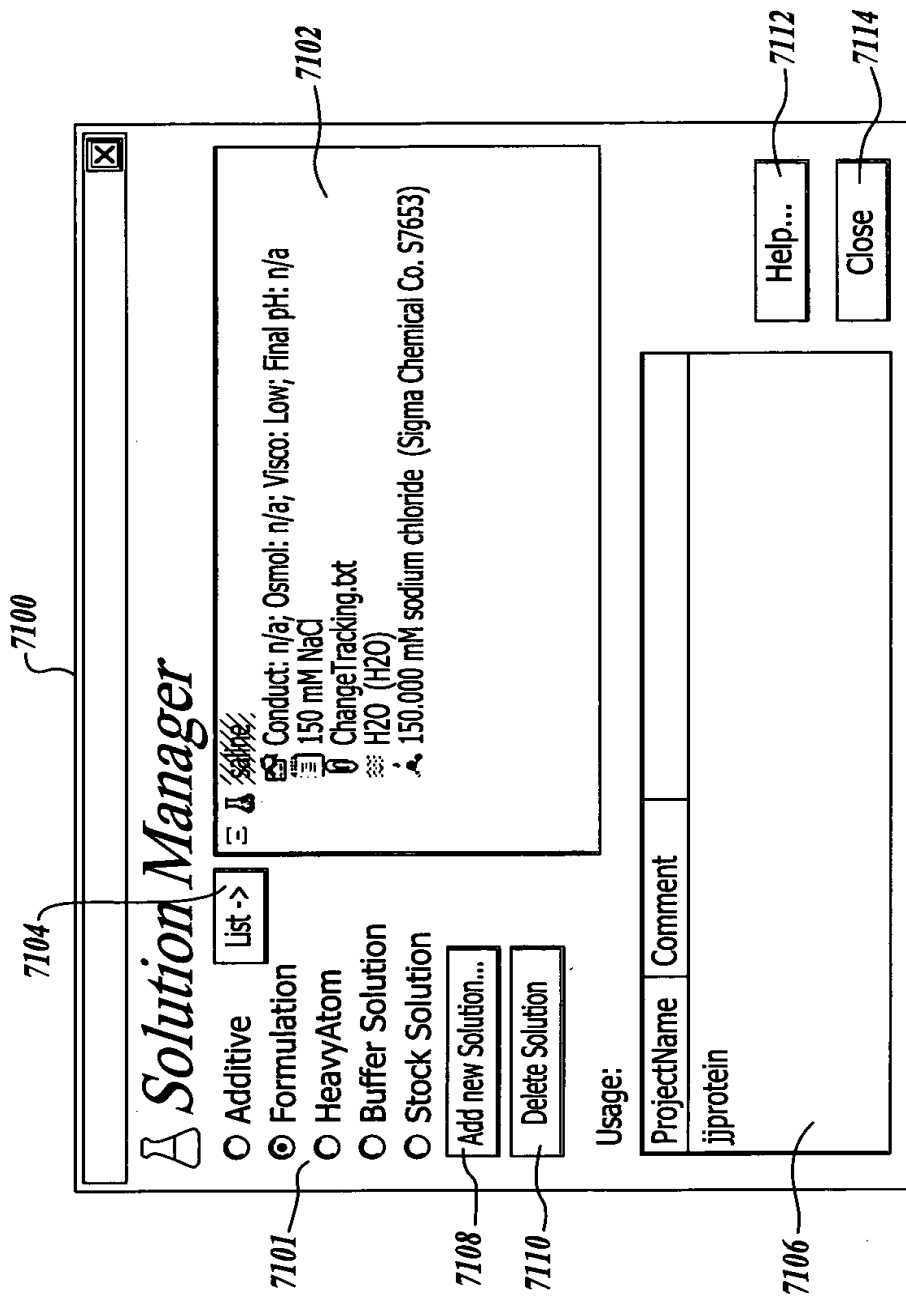 7100
Solution Manager
7104
Additive
Formulation
HeavyAtom
Buffer Solution
Stock Solution
7101
List ->
saline
Conduct: n/a; Osmol: n/a; Visco: Low; Final pH: n/a
150 mM NaCl
ChangeTracking.txt
H2O (H2O)
150.000 mM sodium chloride (Sigma Chemical Co. S7653)
7102
Add new Solution...
7108
Delete Solution
7110
Usage:
ProjectName Comment
jjprotein
7106
Help...
7112
Close
7114